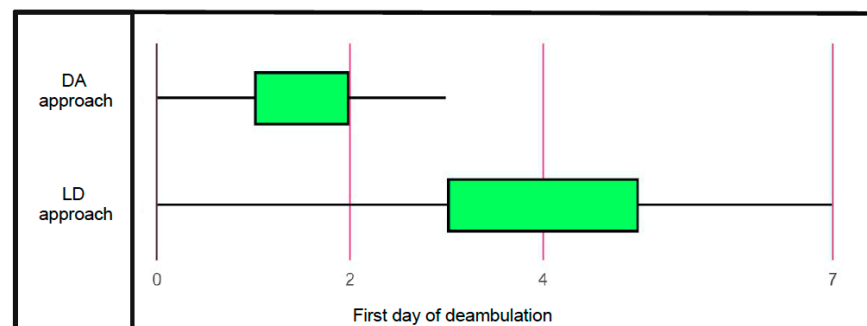 DA
approach
LD
approach
0
2
4
7
First day of deambulation